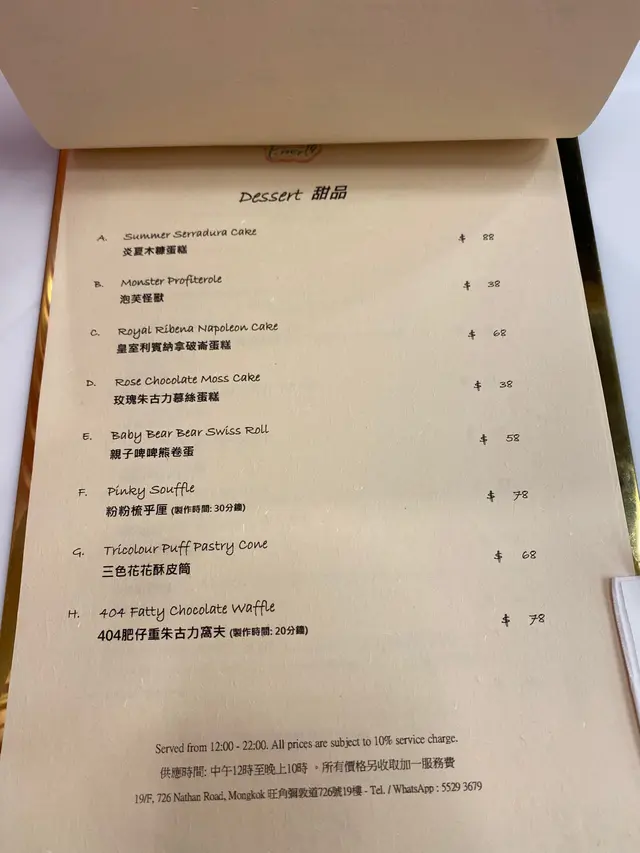 Dessert 甜品
A. Summer Serradura Cake $ 88
炎夏木糠蛋糕
B. Monster Profiterole $ 38
泡芙怪獸
C. Royal Ribena Napoleon Cake $ 68
皇室利賓納拿破崙蛋糕
D. Rose Chocolate Moss Cake $ 38
玫瑰朱古力慕絲蛋糕
E. Baby Bear Bear Swiss Roll $ 58
親子啤啤熊卷蛋
F. Pinky Souffle $ 78
粉粉梳乎厘 (製作時間: 30分鐘)
G. Tricolour Puff Pastry Cone $ 68
三色花花酥皮筒
H. 404 Fatty Chocolate Waffle $ 78
404肥仔重朱古力窩夫 (製作時間: 20分鐘)
Served from 12:00 - 22:00. All prices are subject to 10% service charge.
供應時間: 中午12時至晚上10時 。所有價格另收取加一服務費
19/F, 726 Nathan Road, Mongkok 旺角彌敦道726號19樓 - Tel. / WhatsApp : 5529 3679